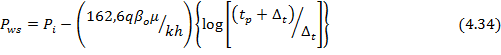 P_ws = P_i − (162,6qβ_oμ / kh) {log[(t_p + Δ_t) / Δ_t]} (4.34)